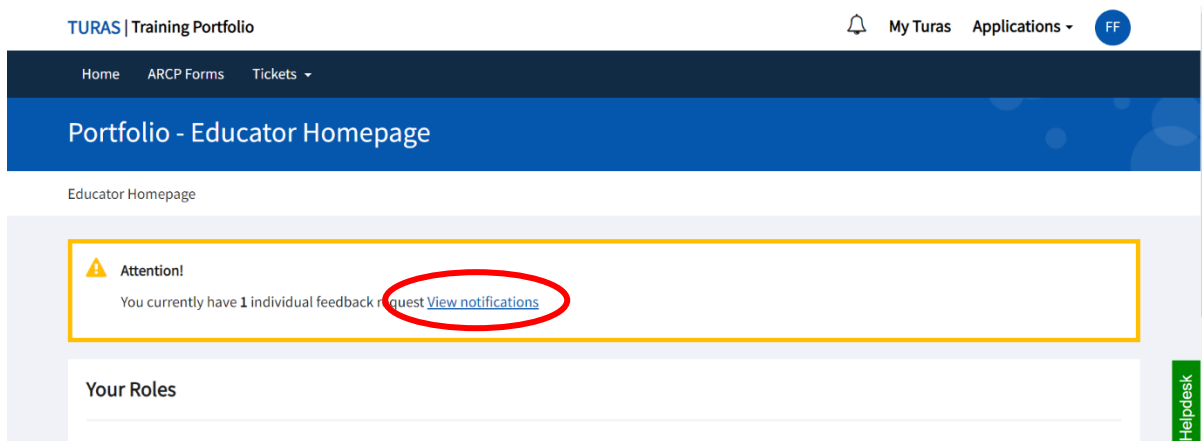 TURAS | Training Portfolio
My Turas Applications FF
Home ARCP Forms Tickets
Portfolio - Educator Homepage
Educator Homepage
Attention!
You currently have 1 individual feedback request View notifications
Your Roles
Helpdesk